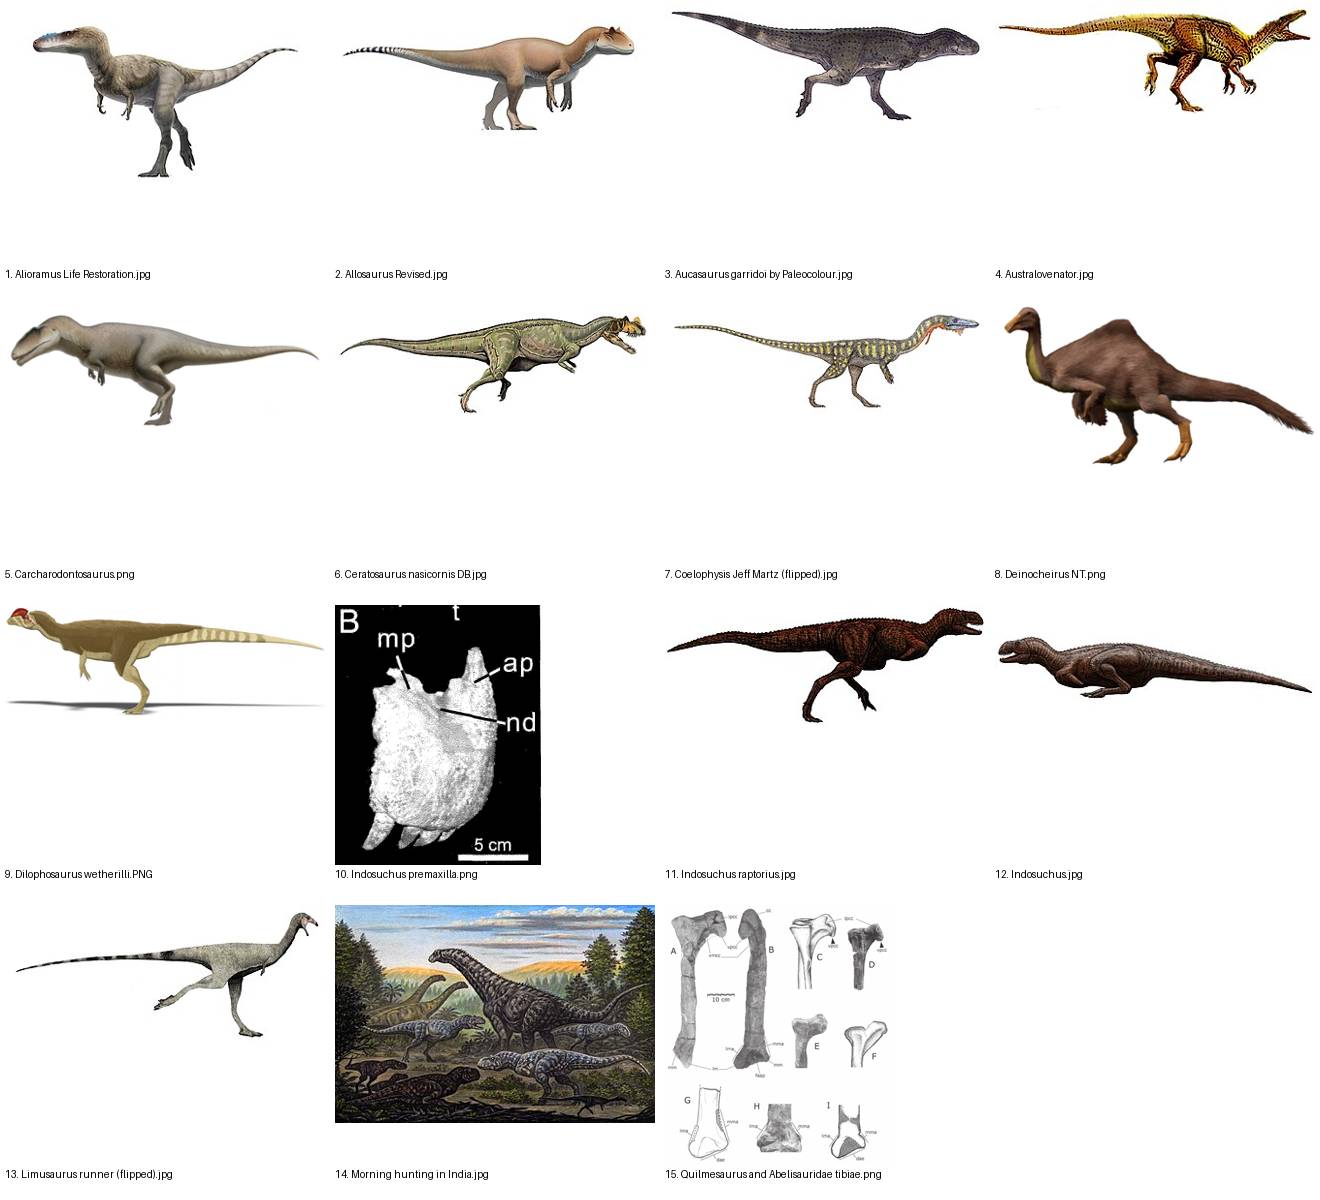 1. Alioramus Life Restoration.jpg
2. Allosaurus Revised.jpg
3. Aucasaurus garridoi by Paleocolour.jpg
4. Australovenator.jpg
5. Carcharodontosaurus.png
6. Ceratosaurus nasicornis DB.jpg
7. Coelophysis Jeff Martz (flipped).jpg
8. Deinocheirus NT.png
B
t
mp
ap
nd
5 cm
9. Dilophosaurus wetherilli.PNG
10. Indosuchus premaxilla.png
11. Indosuchus raptorius.jpg
12. Indosuchus.jpg
A
B
C
D
10 cm
E
F
G
H
I
13. Limusaurus runner (flipped).jpg
14. Morning hunting in India.jpg
15. Quilmesaurus and Abelisauridae tibiae.png